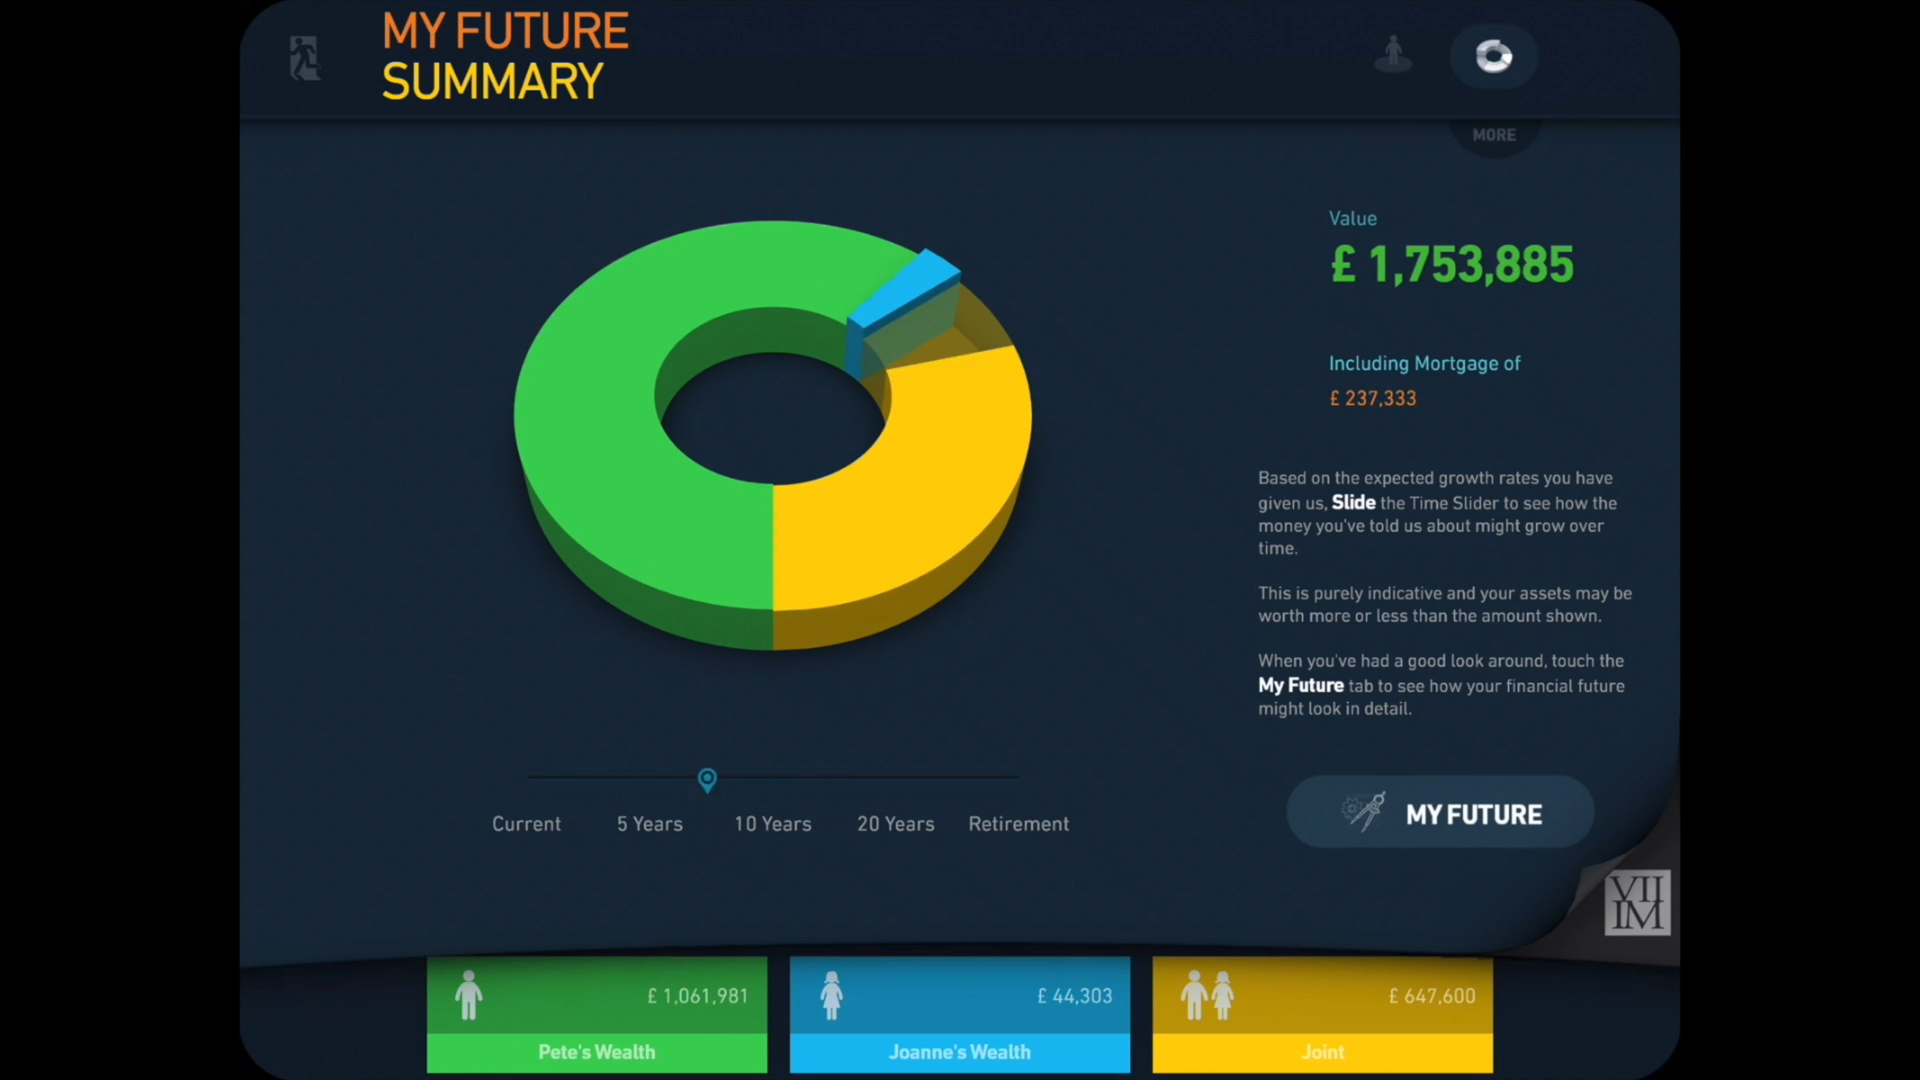 MY FUTURE
SUMMARY
MORE
Value
£ 1,753,885
Including Mortgage of
£ 237,333
Based on the expected growth rates you have
given us, Slide the Time Slider to see how the
money you've told us about might grow over
time.
This is purely indicative and your assets may be
worth more or less than the amount shown.
When you've had a good look around, touch the
My Future tab to see how your financial future
might look in detail.
Current
5 Years
10 Years
20 Years
Retirement
MY FUTURE
VII
IM
£ 1,061,981
Pete's Wealth
£ 44,303
Joanne's Wealth
£ 647,600
Joint